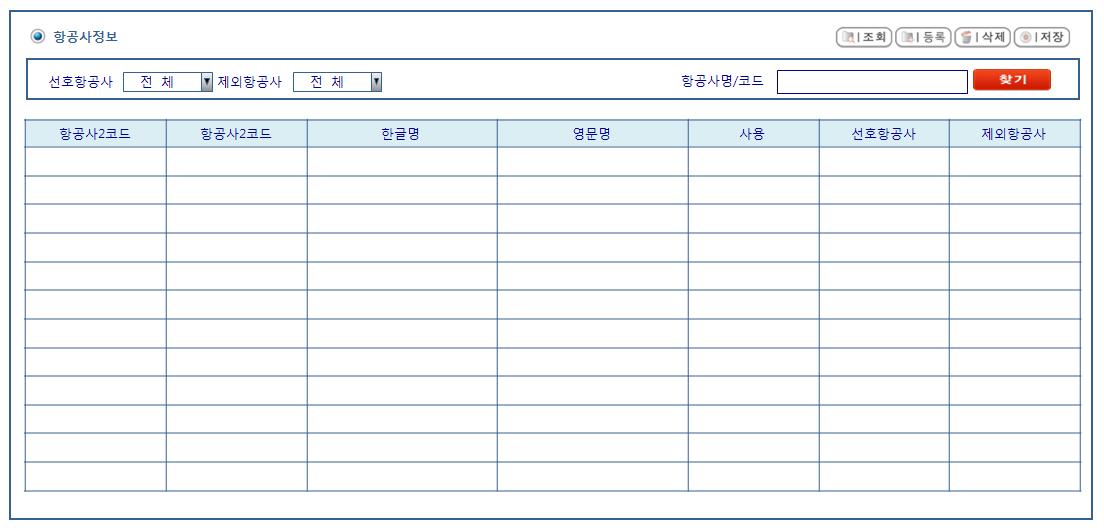 항공사정보 조회 등록 삭제 저장
선호항공사 전 체 제외항공사 전 체 항공사명/코드 찾기
항공사2코드 항공사2코드 한글명 영문명 사용 선호항공사 제외항공사